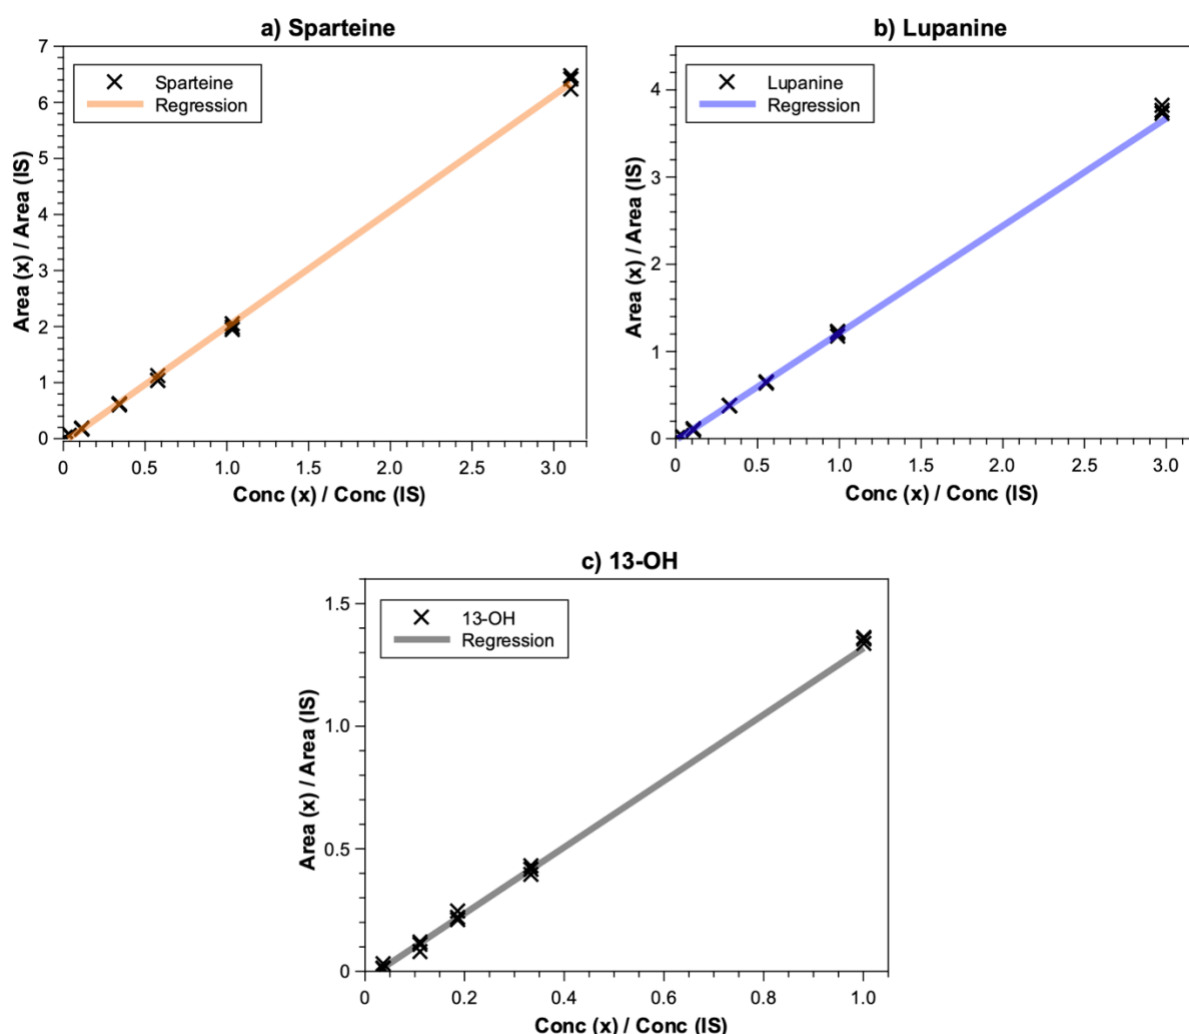 a) Sparteine
7
6
5
4
3
2
1
0
Area (x) / Area (IS)
Sparteine
Regression
0
0.5
1.0
1.5
2.0
2.5
3.0
Conc (x) / Conc (IS)
b) Lupanine
4
3
2
1
0
Area (x) / Area (IS)
Lupanine
Regression
0
0.5
1.0
1.5
2.0
2.5
3.0
Conc (x) / Conc (IS)
c) 13-OH
1.5
1.0
0.5
0
Area (x) / Area (IS)
13-OH
Regression
0
0.2
0.4
0.6
0.8
1.0
Conc (x) / Conc (IS)